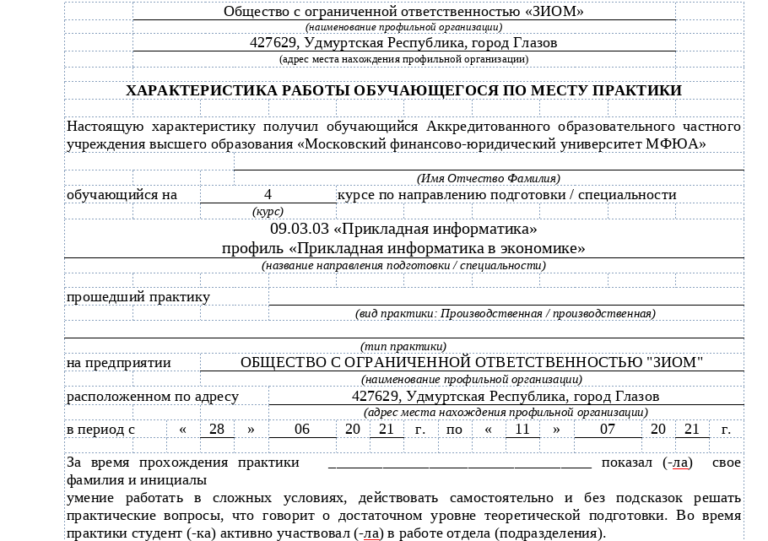 Общество с ограниченной ответственностью «ЗИОМ»
(наименование профильной организации)
427629, Удмуртская Республика, город Глазов
(адрес места нахождения профильной организации)
ХАРАКТЕРИСТИКА РАБОТЫ ОБУЧАЮЩЕГОСЯ ПО МЕСТУ ПРАКТИКИ
Настоящую характеристику получил обучающийся Аккредитованного образовательного частного
учреждения высшего образования «Московский финансово-юридический университет МФЮА»
(Имя Отчество Фамилия)
обучающийся на 4 курсе по направлению подготовки / специальности
(курс)
09.03.03 «Прикладная информатика»
профиль «Прикладная информатика в экономике»
(название направления подготовки / специальности)
прошедший практику
(вид практики: Производственная / производственная)
(тип практики)
на предприятии ОБЩЕСТВО С ОГРАНИЧЕННОЙ ОТВЕТСТВЕННОСТЬЮ "ЗИОМ"
(наименование профильной организации)
расположенном по адресу 427629, Удмуртская Республика, город Глазов
(адрес места нахождения профильной организации)
в период с « 28 » 06 20 21 г. по « 11 » 07 20 21 г.
За время прохождения практики ________________________________ показал (-ла) свое
фамилия и инициалы
умение работать в сложных условиях, действовать самостоятельно и без подсказок решать
практические вопросы, что говорит о достаточном уровне теоретической подготовки. Во время
практики студент (-ка) активно участвовал (-ла) в работе отдела (подразделения).